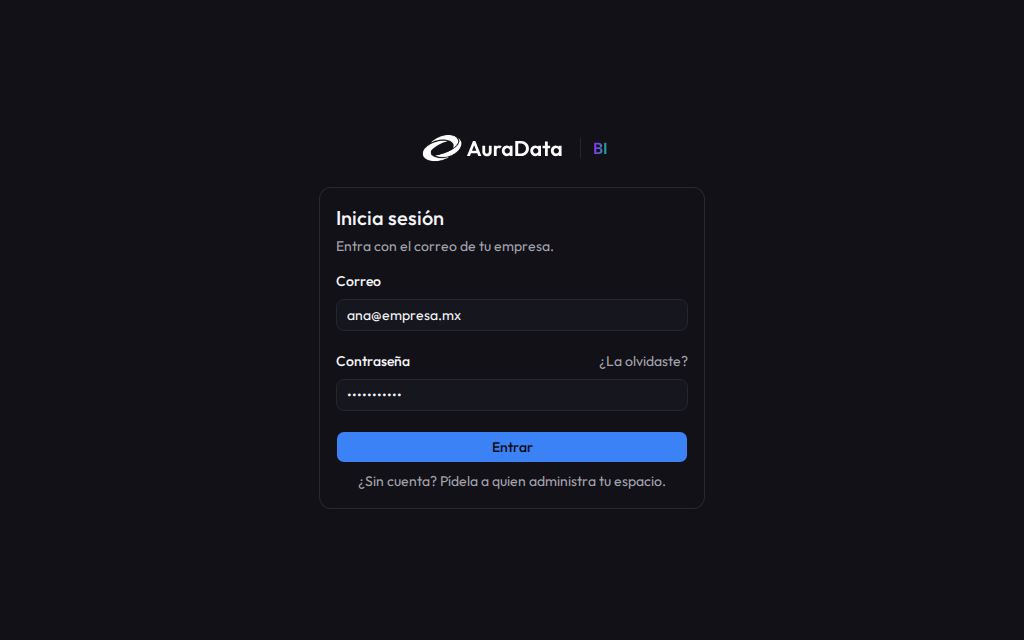 AuraData BI
Inicia sesión
Entra con el correo de tu empresa.
Correo
ana@empresa.mx
Contraseña ¿La olvidaste?
•••••••••••
Entrar
¿Sin cuenta? Pídela a quien administra tu espacio.